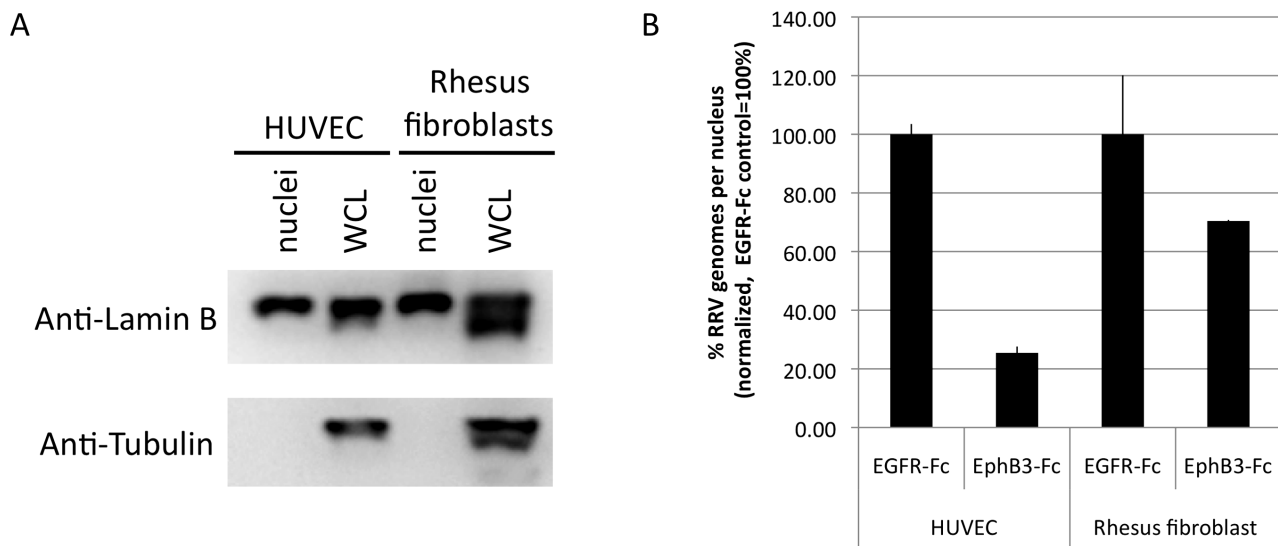 A
HUVEC
Rhesus
fibroblasts
nuclei
WCL
nuclei
WCL
Anti-Lamin B
Anti-Tubulin
B
% RRV genomes per nucleus
(normalized, EGFR-Fc control=100%)
140.00
120.00
100.00
80.00
60.00
40.00
20.00
0.00
EGFR-Fc
EphB3-Fc
EGFR-Fc
EphB3-Fc
HUVEC
Rhesus fibroblast